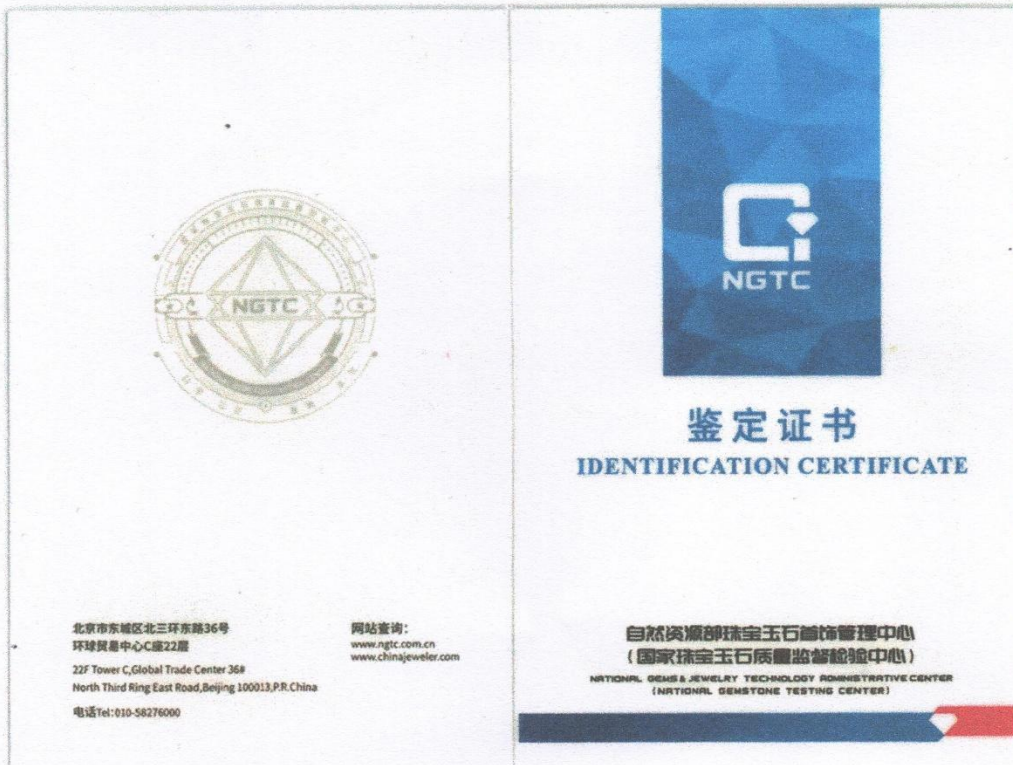 NGTC
北京市东城区北三环东路36号
环球贸易中心C座22层
22F Tower C,Global Trade Center 36#
North Third Ring East Road,Beijing 100013,P.R.China
电话Tel:010-58276000
网站查询：
www.ngtc.com.cn
www.chinajeweler.com
NGTC
鉴定证书
IDENTIFICATION CERTIFICATE
自然资源部珠宝玉石首饰管理中心
（国家珠宝玉石质量监督检验中心）
NATIONAL GEMS & JEWELRY TECHNOLOGY ADMINISTRATIVE CENTER
(NATIONAL GEMSTONE TESTING CENTER)